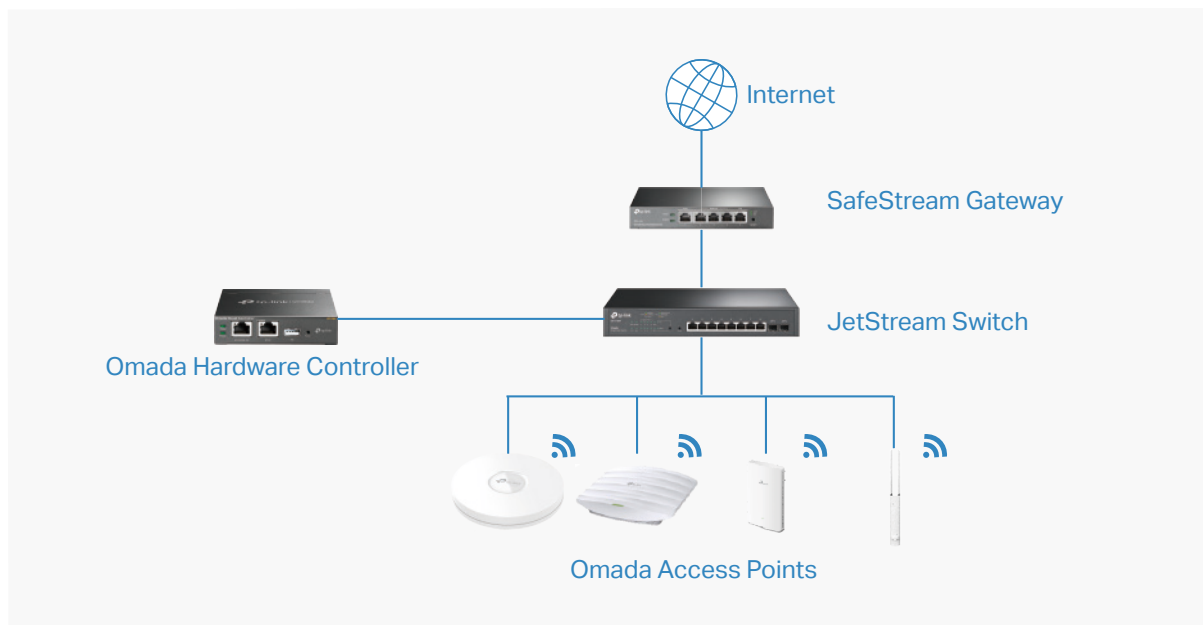 Internet
SafeStream Gateway
JetStream Switch
Omada Hardware Controller
Omada Access Points